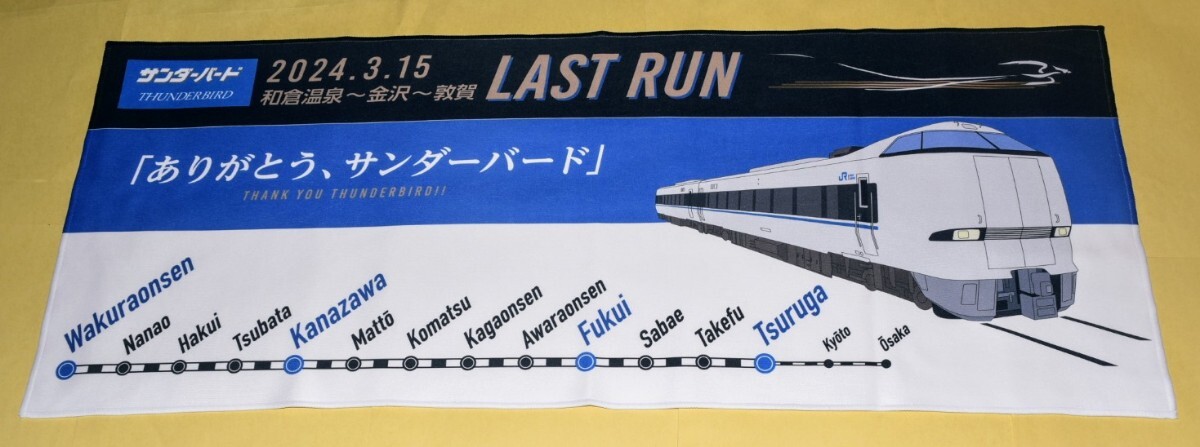 サンダーバード
THUNDERBIRD
2024.3.15
和倉温泉～金沢～敦賀
LAST RUN
「ありがとう、サンダーバード」
THANK YOU THUNDERBIRD!!
JR
Wakuraonsen
Nanao
Hakui
Tsubata
Kanazawa
Mattō
Komatsu
Kagaonsen
Awaraonsen
Fukui
Sabae
Takefu
Tsuruga
Kyōto
Ōsaka